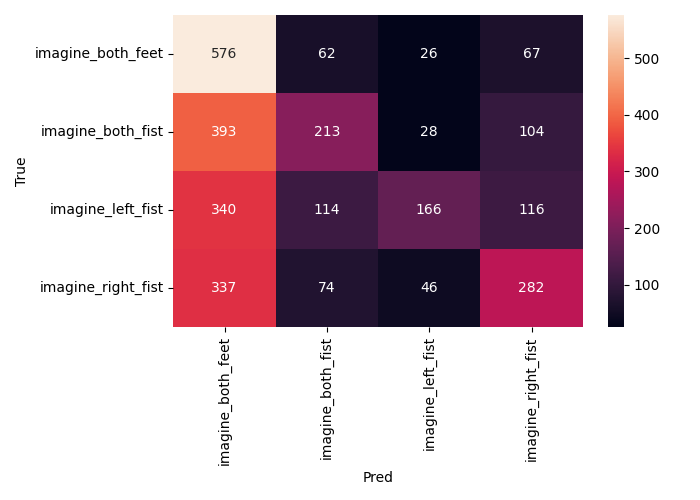 imagine_both_feet 576 62 26 67
imagine_both_fist 393 213 28 104
imagine_left_fist 340 114 166 116
imagine_right_fist 337 74 46 282
True
imagine_both_feet
imagine_both_fist
imagine_left_fist
imagine_right_fist
Pred
500
400
300
200
100